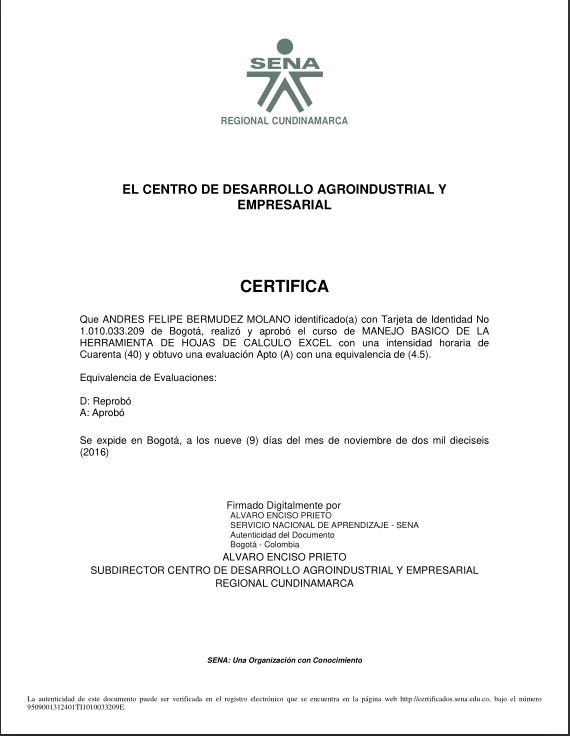 SENA
REGIONAL CUNDINAMARCA
EL CENTRO DE DESARROLLO AGROINDUSTRIAL Y
EMPRESARIAL
CERTIFICA
Que ANDRES FELIPE BERMUDEZ MOLANO identificado(a) con Tarjeta de Identidad No
1.010.033.209 de Bogotá, realizó y aprobó el curso de MANEJO BASICO DE LA
HERRAMIENTA DE HOJAS DE CALCULO EXCEL con una intensidad horaria de
Cuarenta (40) y obtuvo una evaluación Apto (A) con una equivalencia de (4.5).
Equivalencia de Evaluaciones:
D: Reprobó
A: Aprobó
Se expide en Bogotá, a los nueve (9) días del mes de noviembre de dos mil dieciseis
(2016)
Firmado Digitalmente por
ALVARO ENCISO PRIETO
SERVICIO NACIONAL DE APRENDIZAJE - SENA
Autenticidad del Documento
Bogotá - Colombia
ALVARO ENCISO PRIETO
SUBDIRECTOR CENTRO DE DESARROLLO AGROINDUSTRIAL Y EMPRESARIAL
REGIONAL CUNDINAMARCA
SENA: Una Organización con Conocimiento
La autenticidad de este documento puede ser verificada en el registro electrónico que se encuentra en la página web http://certificados.sena.edu.co, bajo el número
9509001312401TI1010033209E.